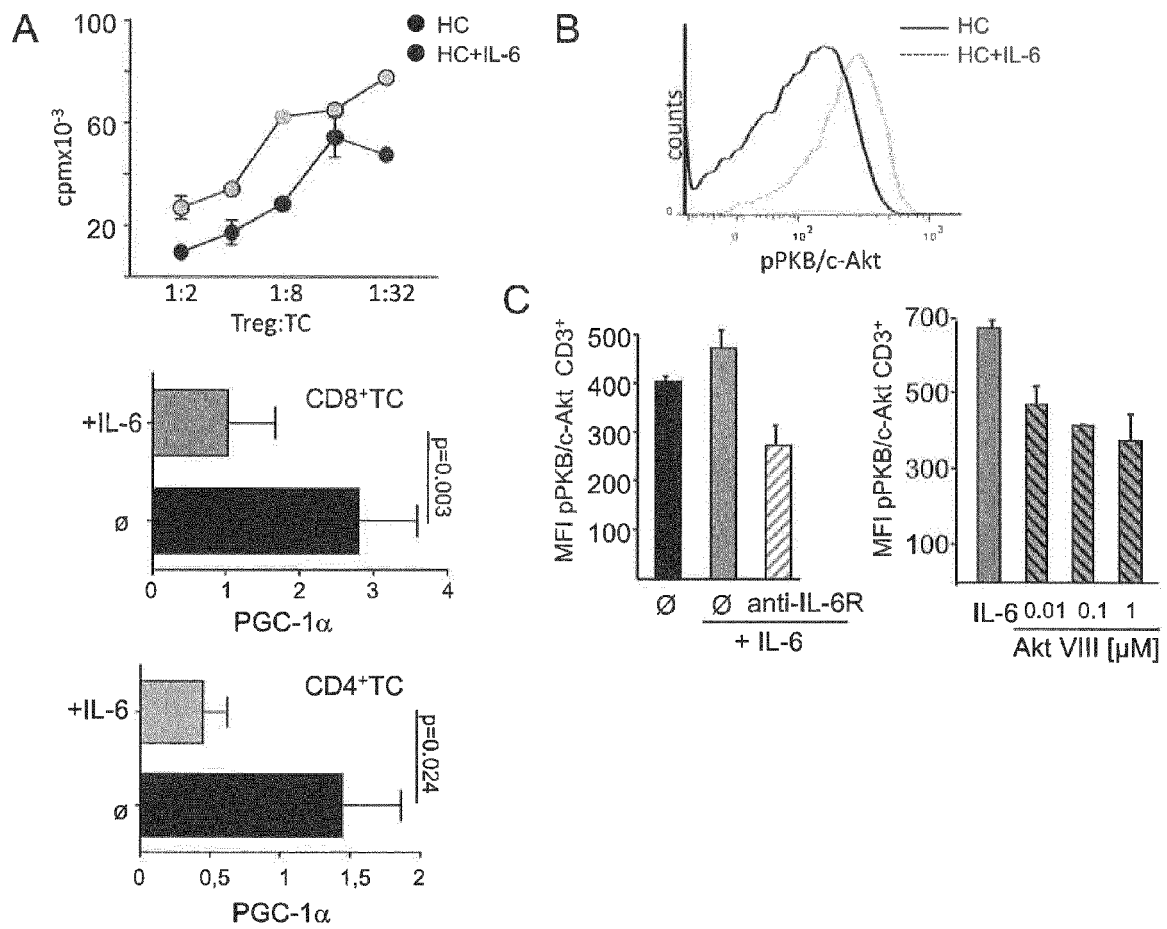 A
100
60
20
cpmx10-3
HC
HC+IL-6
1:2 1:8 1:32
Treg:TC
B
counts
0
0 10² 10³
pPKB/c-Akt
HC
HC+IL-6
+IL-6
ø
CD8⁺TC
p=0.003
0 1 2 3 4
PGC-1α
+IL-6
ø
CD4⁺TC
p=0.024
0 0,5 1 1,5 2
PGC-1α
C
MFI pPKB/c-Akt CD3⁺
500
400
300
200
100
Ø Ø anti-IL-6R
+ IL-6
MFI pPKB/c-Akt CD3⁺
700
500
300
100
IL-6 0.01 0.1 1
Akt VIII [µM]